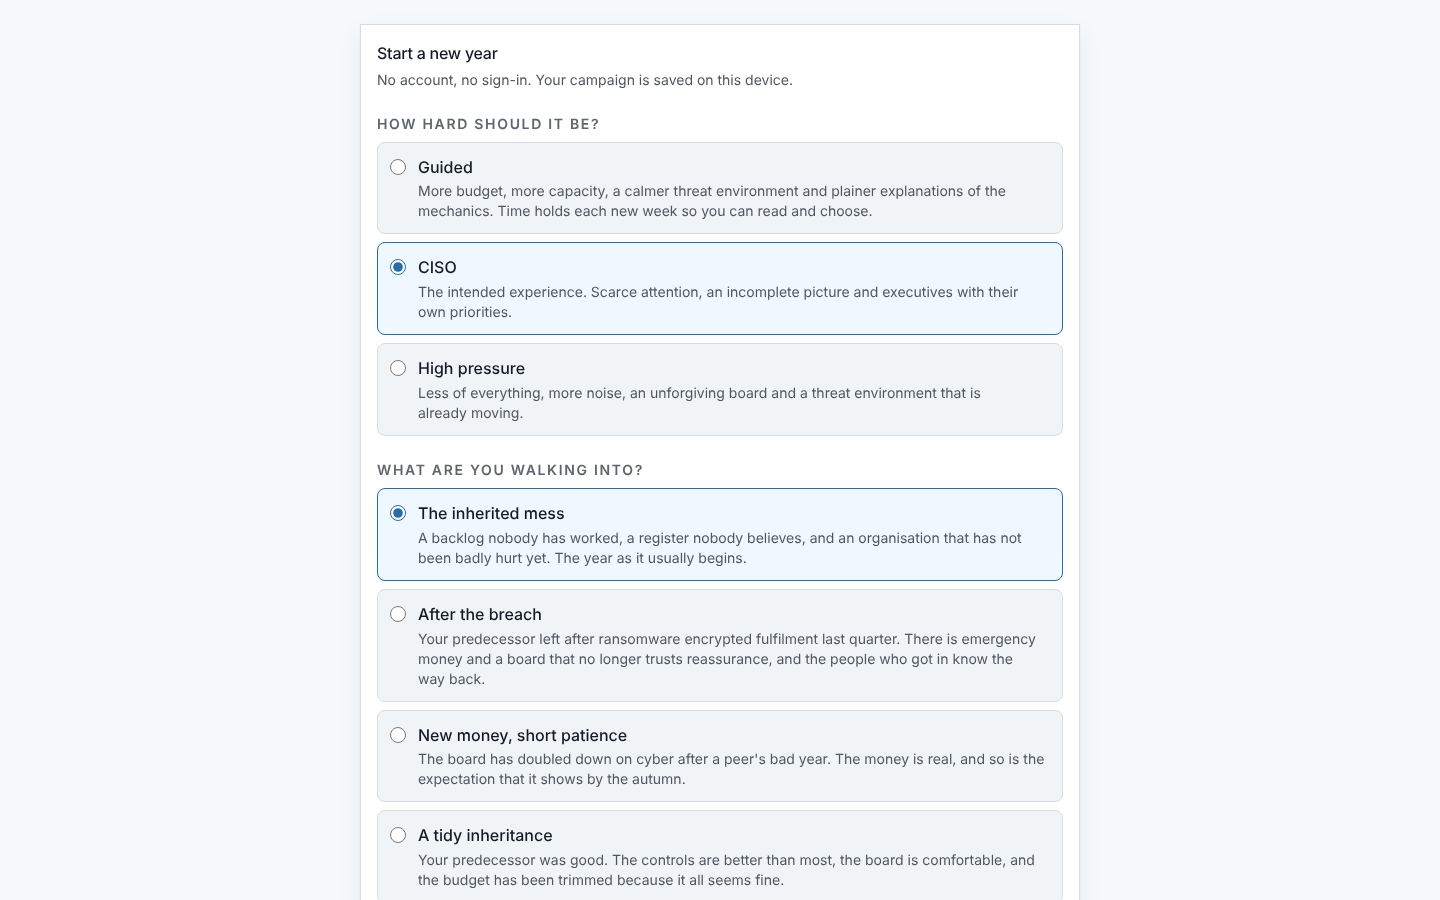 Start a new year
No account, no sign-in. Your campaign is saved on this device.
HOW HARD SHOULD IT BE?
Guided
More budget, more capacity, a calmer threat environment and plainer explanations of the
mechanics. Time holds each new week so you can read and choose.
CISO
The intended experience. Scarce attention, an incomplete picture and executives with their
own priorities.
High pressure
Less of everything, more noise, an unforgiving board and a threat environment that is
already moving.
WHAT ARE YOU WALKING INTO?
The inherited mess
A backlog nobody has worked, a register nobody believes, and an organisation that has not
been badly hurt yet. The year as it usually begins.
After the breach
Your predecessor left after ransomware encrypted fulfilment last quarter. There is emergency
money and a board that no longer trusts reassurance, and the people who got in know the
way back.
New money, short patience
The board has doubled down on cyber after a peer's bad year. The money is real, and so is the
expectation that it shows by the autumn.
A tidy inheritance
Your predecessor was good. The controls are better than most, the board is comfortable, and
the budget has been trimmed because it all seems fine.